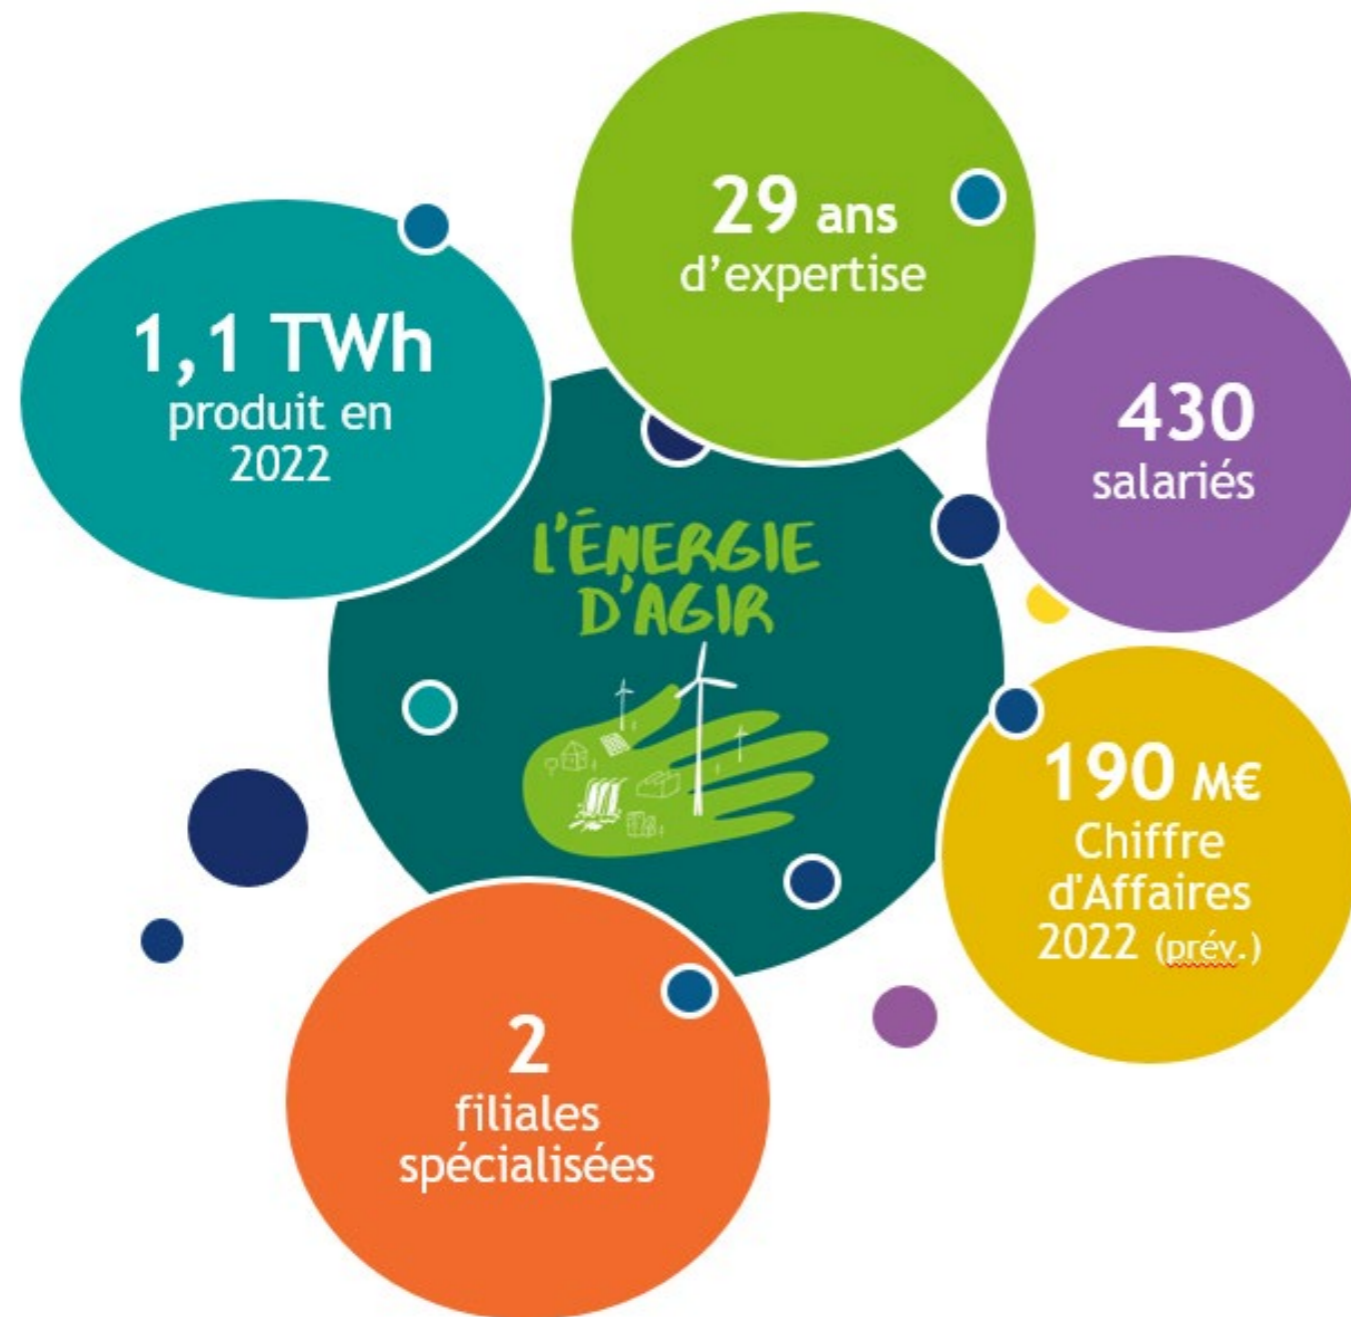 29 ans
d’expertise
1,1 TWh
produit en
2022
430
salariés
L'ÉNERGIE
D'AGIR
190 M€
Chiffre
d'Affaires
2022 (prév.)
2
filiales
spécialisées